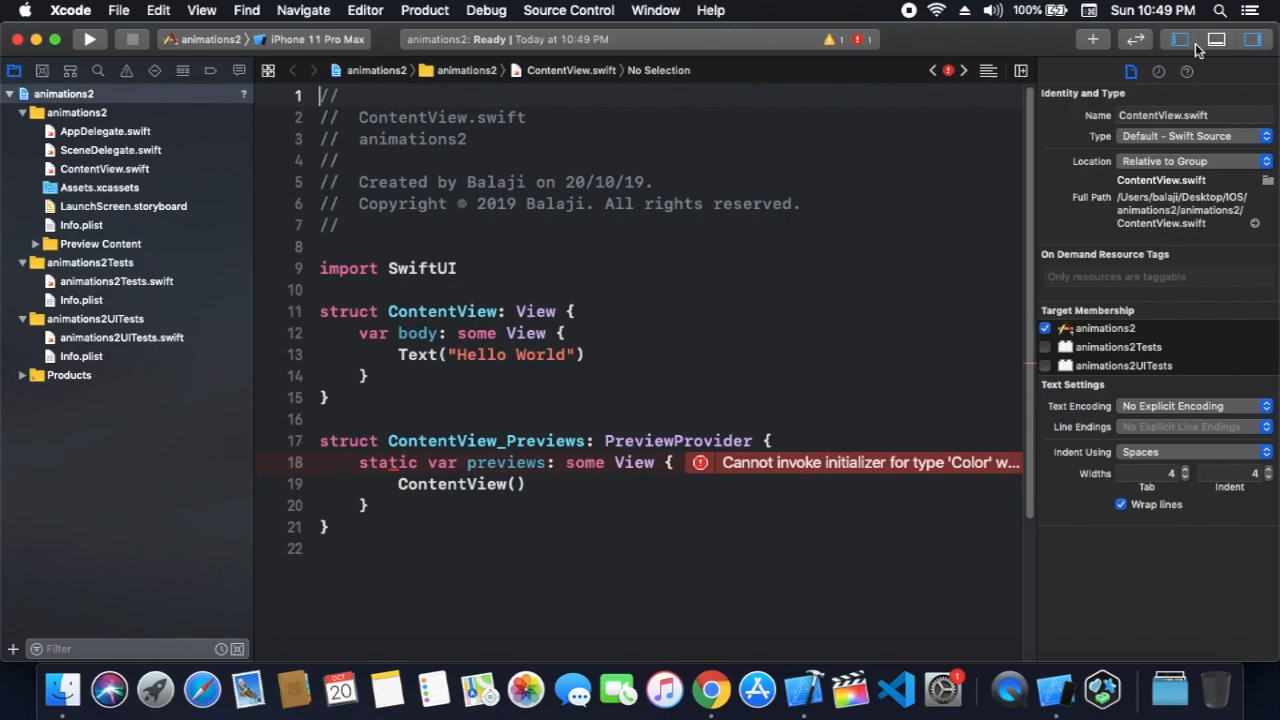 Xcode File Edit View Find Navigate Editor Product Debug Source Control Window Help 100% Sun 10:49 PM
animations2 iPhone 11 Pro Max animations2: Ready | Today at 10:49 PM 1 1
animations2 animations2 ContentView.swift No Selection
animations2 ?
animations2
AppDelegate.swift
SceneDelegate.swift
ContentView.swift
Assets.xcassets
LaunchScreen.storyboard
Info.plist
Preview Content
animations2Tests
animations2Tests.swift
Info.plist
animations2UITests
animations2UITests.swift
Info.plist
Products
Filter
1 //
2 // ContentView.swift
3 // animations2
4 //
5 // Created by Balaji on 20/10/19.
6 // Copyright © 2019 Balaji. All rights reserved.
7 //
8
9 import SwiftUI
10
11 struct ContentView: View {
12 var body: some View {
13 Text("Hello World")
14 }
15 }
16
17 struct ContentView_Previews: PreviewProvider {
18 static var previews: some View { Cannot invoke initializer for type 'Color' w...
19 ContentView()
20 }
21 }
22
Identity and Type
Name ContentView.swift
Type Default - Swift Source
Location Relative to Group
ContentView.swift
Full Path /Users/balaji/Desktop/IOS/
animations2/animations2/
ContentView.swift
On Demand Resource Tags
Only resources are taggable
Target Membership
animations2
animations2Tests
animations2UITests
Text Settings
Text Encoding No Explicit Encoding
Line Endings No Explicit Line Endings
Indent Using Spaces
Widths 4 4
Tab Indent
Wrap lines
OCT
20
1